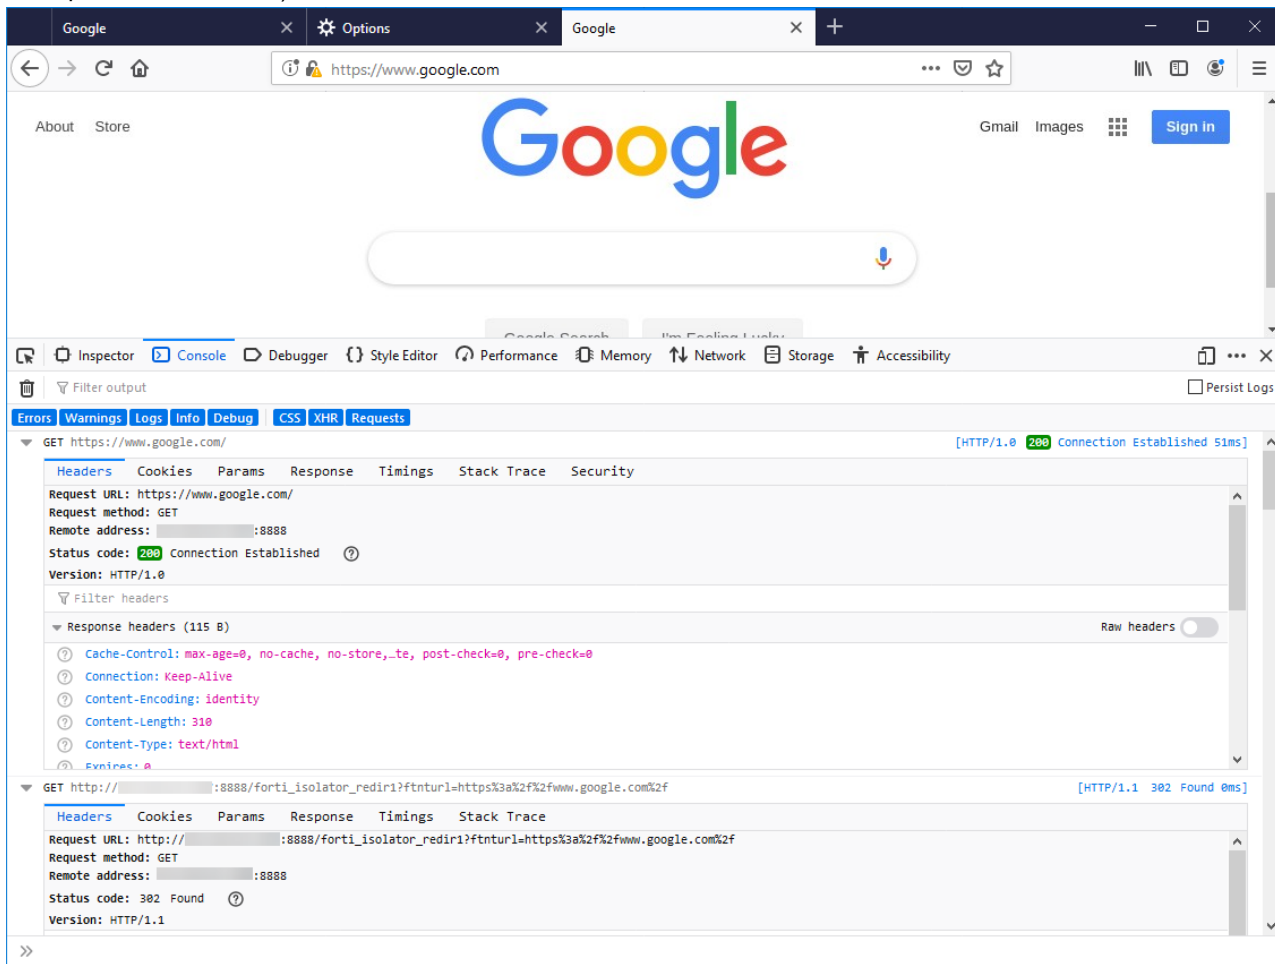 Google
Options
Google
https://www.google.com
About Store
Google
Gmail Images Sign in
Google Search I'm Feeling Lucky
Inspector Console Debugger {} Style Editor Performance Memory Network Storage Accessibility
Filter output
Persist Logs
Errors Warnings Logs Info Debug CSS XHR Requests
GET https://www.google.com/ [HTTP/1.0 200 Connection Established 51ms]
Headers Cookies Params Response Timings Stack Trace Security
Request URL: https://www.google.com/
Request method: GET
Remote address: :8888
Status code: 200 Connection Established
Version: HTTP/1.0
Filter headers
Response headers (115 B) Raw headers
Cache-Control: max-age=0, no-cache, no-store,…te, post-check=0, pre-check=0
Connection: Keep-Alive
Content-Encoding: identity
Content-Length: 310
Content-Type: text/html
Expires: 0
GET http:// :8888/forti_isolator_redir1?ftnturl=https%3a%2f%2fwww.google.com%2f [HTTP/1.1 302 Found 0ms]
Headers Cookies Params Response Timings Stack Trace
Request URL: http:// :8888/forti_isolator_redir1?ftnturl=https%3a%2f%2fwww.google.com%2f
Request method: GET
Remote address: :8888
Status code: 302 Found
Version: HTTP/1.1